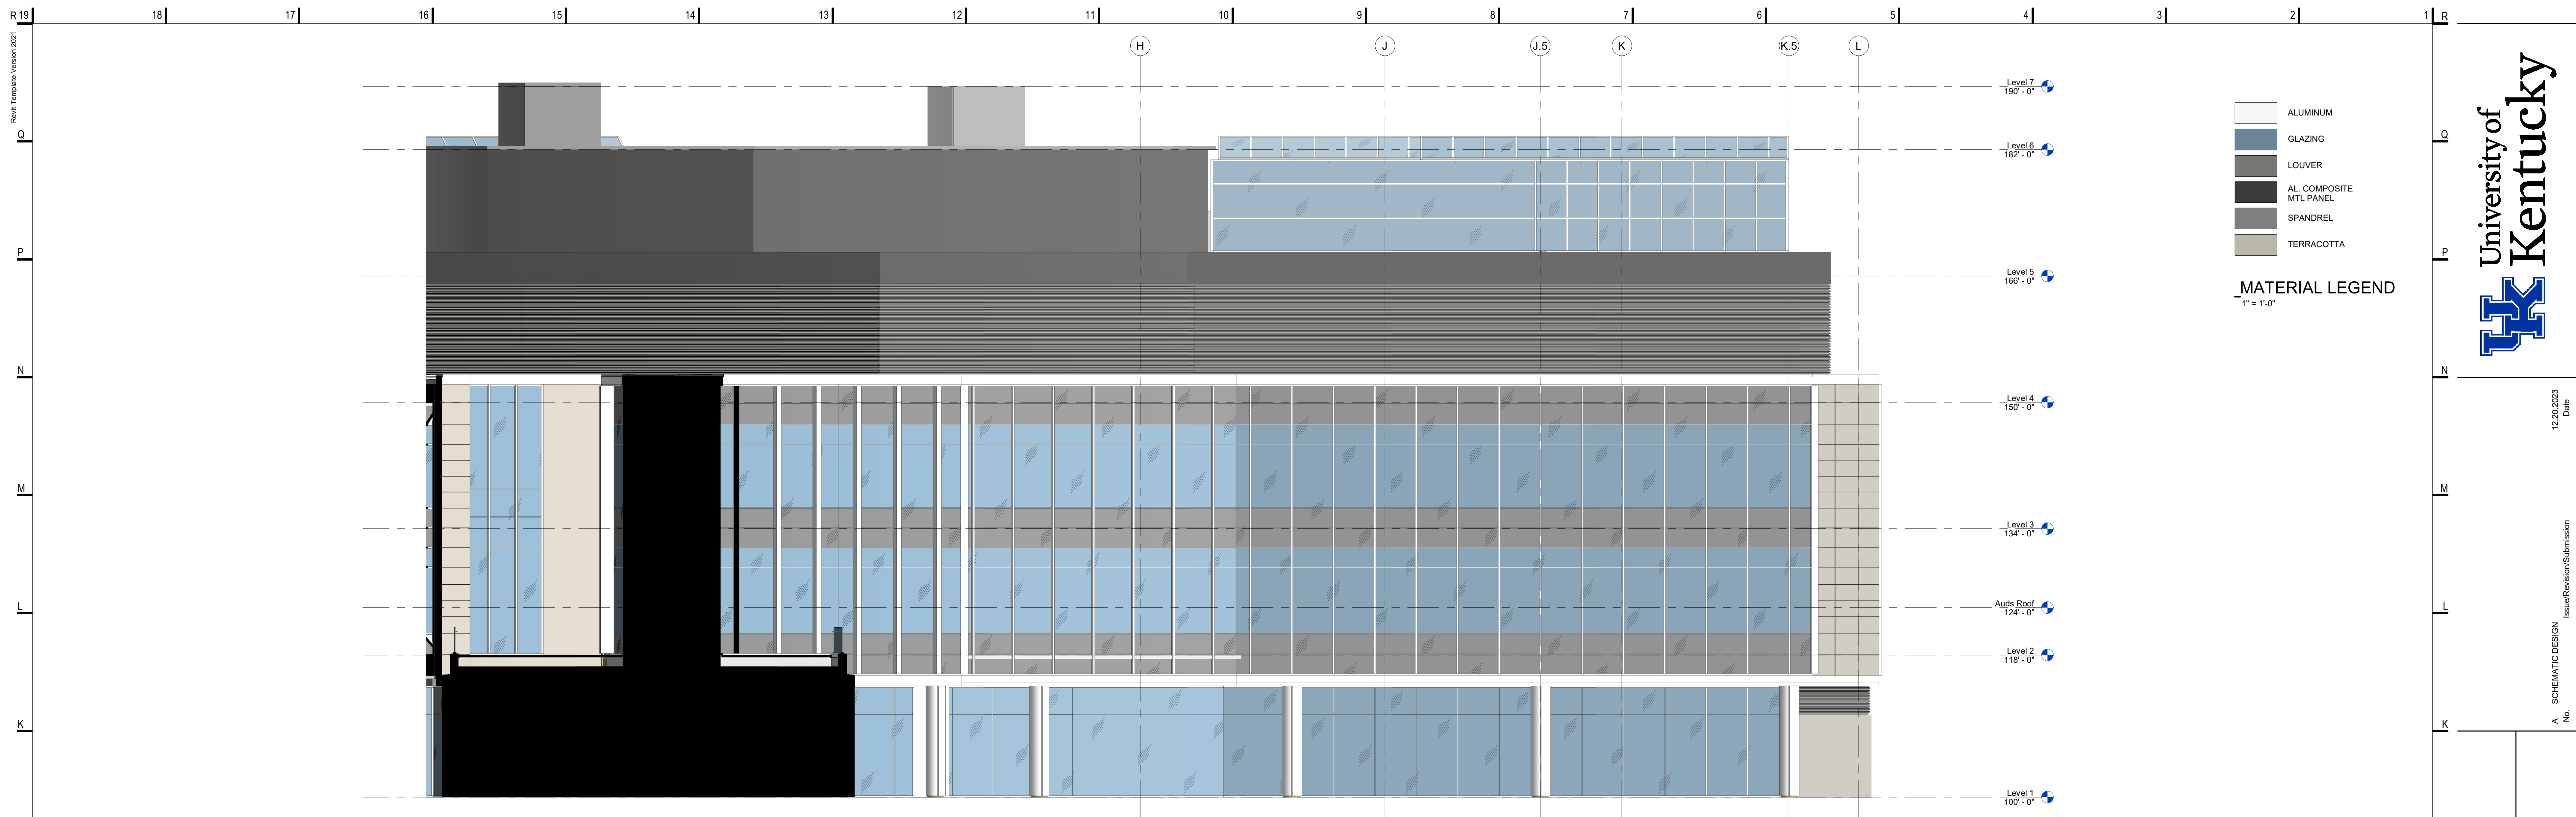 R 19 18 17 16 15 14 13 12 11 10 9 8 7 6 5 4 3 2 1 R
Revit Template Version 2021
H J J.5 K K.5 L
Level 7
190' - 0"
Q Q
Level 6
182' - 0"
P P
Level 5
166' - 0"
N N
Level 4
150' - 0"
M M
Level 3
134' - 0"
L L
Auds Roof
124' - 0"
Level 2
118' - 0"
K K
Level 1
100' - 0"
ALUMINUM
GLAZING
LOUVER
AL. COMPOSITE
MTL PANEL
SPANDREL
TERRACOTTA
MATERIAL LEGEND
1" = 1'-0"
University of
Kentucky
UK
A SCHEMATIC DESIGN 12.20.2023
No. Issue/Revision/Submission Date